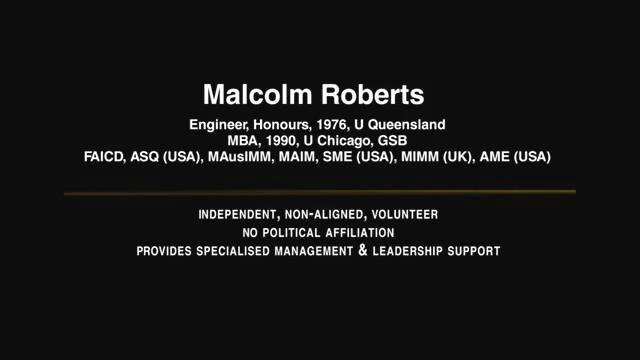 Malcolm Roberts
Engineer, Honours, 1976, U Queensland
MBA, 1990, U Chicago, GSB
FAICD, ASQ (USA), MAusIMM, MAIM, SME (USA), MIMM (UK), AME (USA)
INDEPENDENT, NON-ALIGNED, VOLUNTEER
NO POLITICAL AFFILIATION
PROVIDES SPECIALISED MANAGEMENT & LEADERSHIP SUPPORT